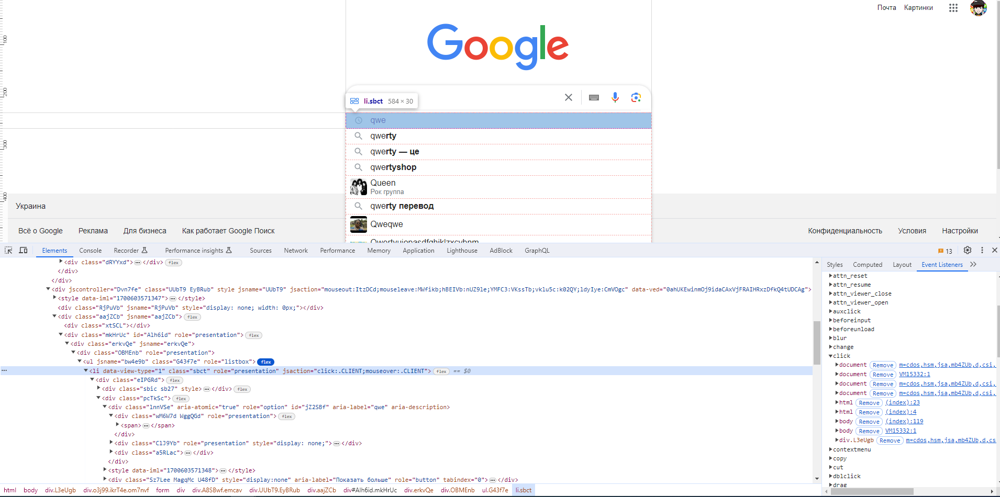 Почта Картинки
Google
li.sbct 584 × 30
100
200
300
400
qwe
qwerty
qwerty — це
qwertyshop
Queen
Рок группа
qwerty перевод
Qweqwe
Qwertyuiopasdfghjklzxcvbnm
Украина
Всё о Google Реклама Для бизнеса Как работает Google Поиск Конфиденциальность Условия Настройки
Elements Console Recorder Performance insights Sources Network Performance Memory Application Lighthouse AdBlock GraphQL 13
<div class="dRYYxd">…</div> flex
</div>
</div>
<div jscontroller="Dvn7fe" class="UUbT9 EyBRub" style jsname="UUbT9" jsaction="mouseout:ItzDCd;mouseleave:MWfikb;hBEIVb:nUZ9le;YMFC3:VKssTb;vklu5c:k02QY;ldyIye:CmVOgc" data-ved="0ahUKEwinmOj9idaCAxVjFRAIHRxzDfkQ4tUDCAg">
<style data-iml="1700603571347">…</style>
<div class="RjPuVb" jsname="RjPuVb" style="display: none; width: 0px;"></div>
<div class="aajZCb" jsname="aajZCb"> flex
<div class="xtSCL"></div>
<div class="mkHrUc" id="Alh6id" role="presentation"> flex
<div class="erkvQe" jsname="erkvQe">
<div class="OBMEnb" role="presentation">
<ul jsname="bw4e9b" class="G43f7e" role="listbox"> flex
… <li data-view-type="1" class="sbct" role="presentation" jsaction="click:.CLIENT;mouseover:.CLIENT"> flex == $0
<div class="eIPGRd"> flex
<div class="sbic sb27" style>…</div> flex
<div class="pcTkSc"> flex
<div class="lnnVSe" aria-atomic="true" role="option" id="jZ2SBf" aria-label="qwe" aria-description>
<div class="wM6W7d WggQGd" role="presentation"> flex
<span>…</span>
</div>
<div class="ClJ9Yb" role="presentation" style="display: none;">…</div>
<div class="a5RLac">…</div>
</div>
<style data-iml="1700603571348">…</style>
<div class="Sz7Lee MagqMc U48fD" style="display:none" aria-label="Показать больше" role="button" tabindex="0">…</div>
html body div.L3eUgb div.o3j99.ikrT4e.om7nvf form div div.A8SBwf.emcav div.UUbT9.EyBRub div.aajZCb div#Alh6id.mkHrUc div.erkvQe div.OBMEnb ul.G43f7e li.sbct
Styles Computed Layout Event Listeners
attn_reset
attn_resume
attn_viewer_close
attn_viewer_open
auxclick
beforeinput
beforeunload
blur
change
click
document Remove m=cdos,hsm,jsa,mb4ZUb,d,csi,
document Remove VM15332:1
document Remove m=cdos,hsm,jsa,mb4ZUb,d,csi,
document Remove m=cdos,hsm,jsa,mb4ZUb,d,csi,
html Remove (index):23
html Remove (index):4
body Remove (index):119
body Remove VM15332:1
div.L3eUgb Remove m=cdos,hsm,jsa,mb4ZUb,d,cs
contextmenu
copy
cut
dblclick
drag